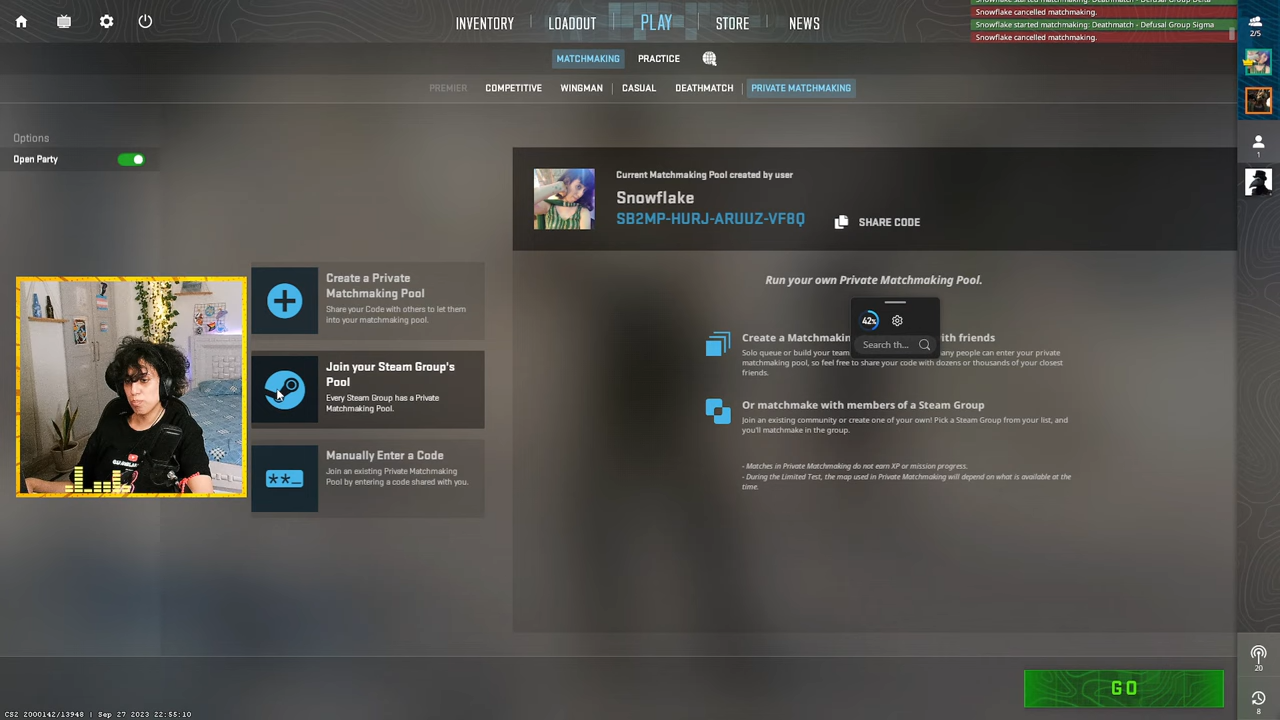 Snowflake started matchmaking: Deathmatch - Defusal Group Delta
Snowflake cancelled matchmaking.
Snowflake started matchmaking: Deathmatch - Defusal Group Sigma
Snowflake cancelled matchmaking.
INVENTORY LOADOUT PLAY STORE NEWS
2/5
MATCHMAKING PRACTICE
PREMIER COMPETITIVE WINGMAN CASUAL DEATHMATCH PRIVATE MATCHMAKING
Options
Open Party
1
Current Matchmaking Pool created by user
Snowflake
SB2MP-HURJ-ARUUZ-VF8Q
SHARE CODE
Create a Private
Matchmaking Pool
Share your Code with others to let them
into your matchmaking pool.
Join your Steam Group's
Pool
Every Steam Group has a Private
Matchmaking Pool.
Manually Enter a Code
Join an existing Private Matchmaking
Pool by entering a code shared with you.
**_
Run your own Private Matchmaking Pool.
42%
Search th...
Create a Matchmakin with friends
Solo queue or build your team any people can enter your private
matchmaking pool, so feel free to share your code with dozens or thousands of your closest
friends.
Or matchmake with members of a Steam Group
Join an existing community or create one of your own! Pick a Steam Group from your list, and
you'll matchmake in the group.
- Matches in Private Matchmaking do not earn XP or mission progress.
- During the Limited Test, the map used in Private Matchmaking will depend on what is available at the
time.
20
GO
8
CS2 2000142/13948 | Sep 27 2023 22:55:10